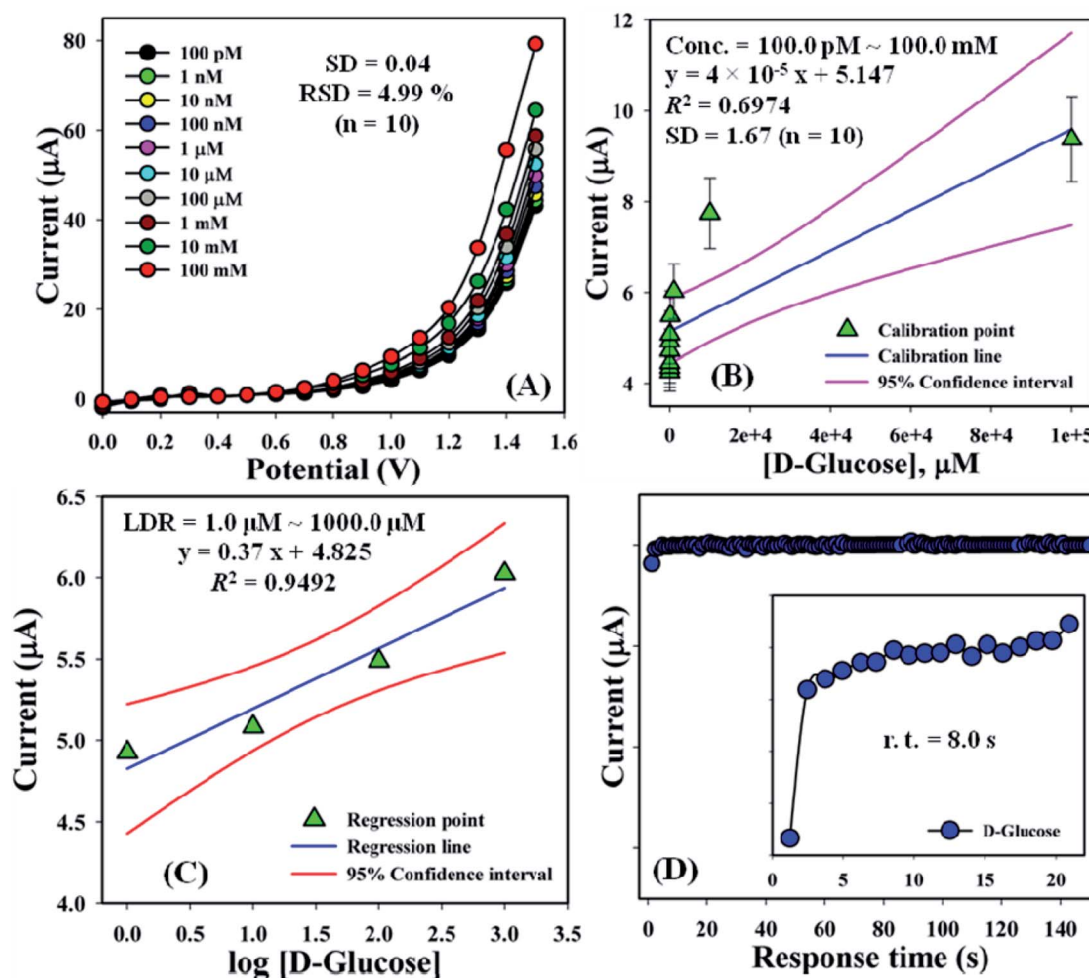 80
60
40
20
0
Current (µA)
100 pM
1 nM
10 nM
100 nM
1 µM
10 µM
100 µM
1 mM
10 mM
100 mM
SD = 0.04
RSD = 4.99 %
(n = 10)
(A)
0.0 0.2 0.4 0.6 0.8 1.0 1.2 1.4 1.6
Potential (V)
12
10
8
6
4
Current (µA)
Conc. = 100.0 pM ~ 100.0 mM
y = 4 × 10⁻⁵ x + 5.147
R² = 0.6974
SD = 1.67 (n = 10)
Calibration point
Calibration line
95% Confidence interval
(B)
0 2e+4 4e+4 6e+4 8e+4 1e+5
[D-Glucose], µM
6.5
6.0
5.5
5.0
4.5
4.0
Current (µA)
LDR = 1.0 µM ~ 1000.0 µM
y = 0.37 x + 4.825
R² = 0.9492
Regression point
Regression line
95% Confidence interval
(C)
0.0 0.5 1.0 1.5 2.0 2.5 3.0
log [D-Glucose]
Current (µA)
r. t. = 8.0 s
D-Glucose
0 5 10 15 20
(D)
0 20 40 60 80 100 120 140
Response time (s)